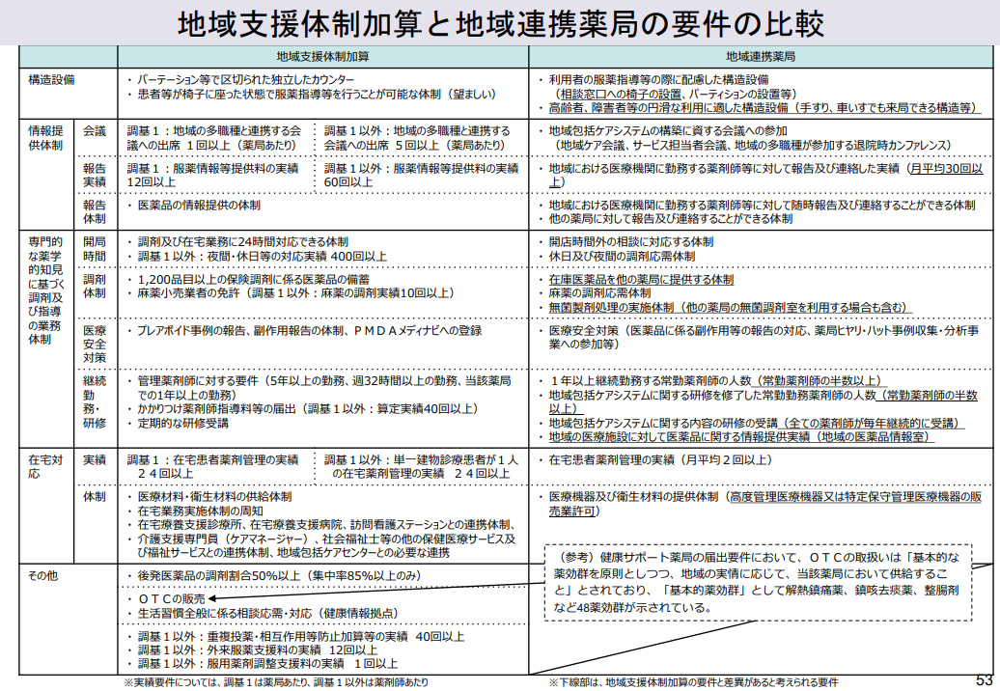 地域支援体制加算と地域連携薬局の要件の比較
地域支援体制加算
地域連携薬局
構造設備
・ パーテーション等で区切られた独立したカウンター
・ 患者等が椅子に座った状態で服薬指導等を行うことが可能な体制（望ましい）
・ 利用者の服薬指導等の際に配慮した構造設備
（相談窓口への椅子の設置、パーティションの設置等）
・ 高齢者、障害者等の円滑な利用に適した構造設備（手すり、車いすでも来局できる構造等）
情報提
供体制
会議
調基１：地域の多職種と連携する会
議への出席 １回以上（薬局あたり）
調基１以外：地域の多職種と連携する
会議への出席 ５回以上（薬局あたり）
・ 地域包括ケアシステムの構築に資する会議への参加
（地域ケア会議、サービス担当者会議、地域の多職種が参加する退院時カンファレンス）
報告
実績
調基１：服薬情報等提供料の実績
12回以上
調基１以外：服薬情報等提供料の実績
60回以上
・ 地域における医療機関に勤務する薬剤師等に対して報告及び連絡した実績（月平均30回以
上）
報告
体制
・ 医薬品の情報提供の体制
・ 地域における医療機関に勤務する薬剤師等に対して随時報告及び連絡することができる体制
・ 他の薬局に対して報告及び連絡することができる体制
専門的
な薬学
的知見
に基づく
調剤及
び指導
の業務
体制
開局
時間
・ 調剤及び在宅業務に24時間対応できる体制
・ 調基１以外：夜間・休日等の対応実績 400回以上
・ 開店時間外の相談に対応する体制
・ 休日及び夜間の調剤応需体制
調剤
体制
・ 1,200品目以上の保険調剤に係る医薬品の備蓄
・ 麻薬小売業者の免許（調基１以外：麻薬の調剤実績10回以上）
・ 在庫医薬品を他の薬局に提供する体制
・ 麻薬の調剤応需体制
・ 無菌製剤処理の実施体制（他の薬局の無菌調剤室を利用する場合も含む）
医療
安全
対策
・ プレアボイド事例の報告、副作用報告の体制、ＰＭＤＡメディナビへの登録
・ 医療安全対策（医薬品に係る副作用等の報告の対応、薬局ヒヤリ・ハット事例収集・分析事
業への参加等）
継続
勤
務・
研修
・ 管理薬剤師に対する要件（5年以上の勤務、週32時間以上の勤務、当該薬局
での1年以上の勤務）
・ かかりつけ薬剤師指導料等の届出（調基１以外：算定実績40回以上）
・ 定期的な研修受講
・ １年以上継続勤務する常勤薬剤師の人数（常勤薬剤師の半数以上）
・ 地域包括ケアシステムに関する研修を修了した常勤勤務薬剤師の人数（常勤薬剤師の半数
以上）
・ 地域包括ケアシステムに関する内容の研修の受講（全ての薬剤師が毎年継続的に受講）
・ 地域の医療施設に対して医薬品に関する情報提供実績（地域の医薬品情報室）
在宅対
応
実績
調基１：在宅患者薬剤管理の実績
２４回以上
調基１以外：単一建物診療患者が１人
の在宅薬剤管理の実績 ２４回以上
・ 在宅患者薬剤管理の実績（月平均２回以上）
体制
・ 医療材料・衛生材料の供給体制
・ 在宅業務実施体制の周知
・ 在宅療養支援診療所、在宅療養支援病院、訪問看護ステーションとの連携体制、
・ 介護支援専門員（ケアマネージャー）、社会福祉士等の他の保健医療サービス及
び福祉サービスとの連携体制、地域包括ケアセンターとの必要な連携
・ 医療機器及び衛生材料の提供体制（高度管理医療機器又は特定保守管理医療機器の販
売業許可）
その他
・ 後発医薬品の調剤割合50％以上（集中率85％以上のみ）
・ ＯＴＣの販売
・ 生活習慣全般に係る相談応需・対応（健康情報拠点）
・ 調基１以外：重複投薬・相互作用等防止加算等の実績 40回以上
・ 調基１以外：外来服薬支援料の実績 12回以上
・ 調基１以外：服用薬剤調整支援料の実績 １回以上
（参考）健康サポート薬局の届出要件において、ＯＴＣの取扱いは「基本的な
薬効群を原則としつつ、地域の実情に応じて、当該薬局において供給するこ
と」とされており、「基本的薬効群」として解熱鎮痛薬、鎮咳去痰薬、整腸剤
など48薬効群が示されている。
※実績要件については、調基１は薬局あたり、調基１以外は薬剤師あたり
※下線部は、地域支援体制加算の要件と差異があると考えられる要件
53